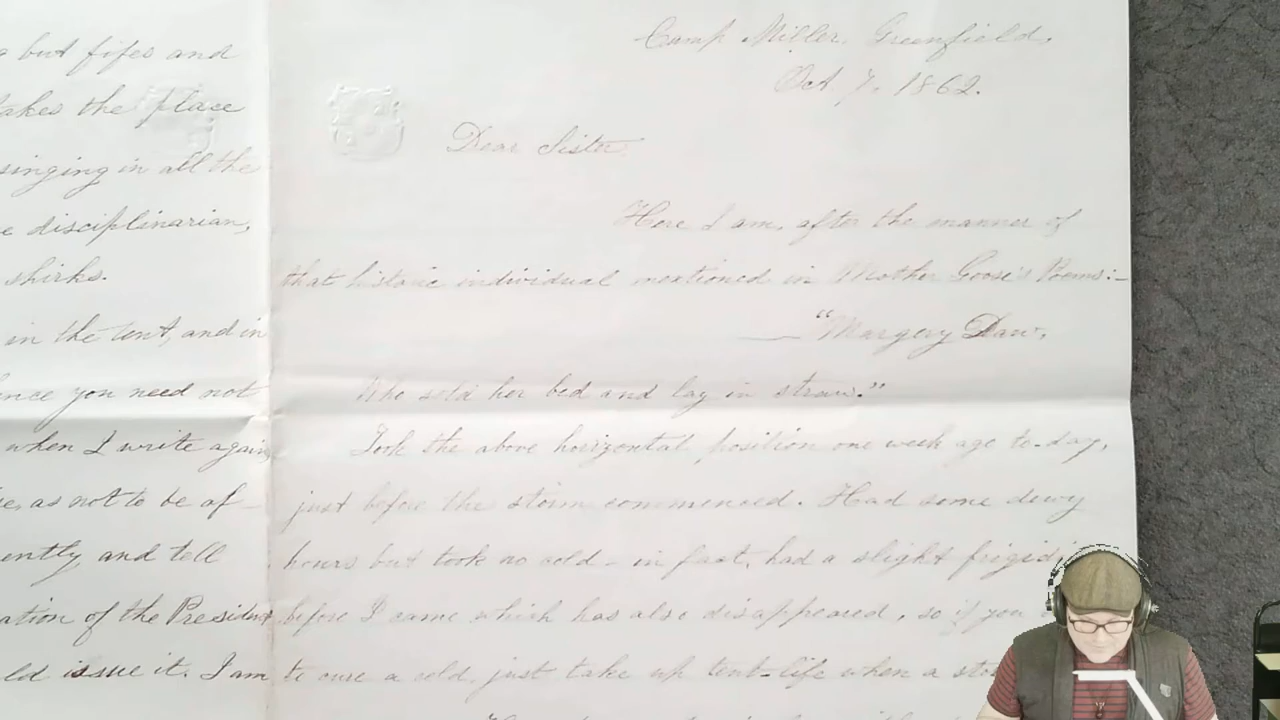 but fifes and
takes the place
singing in all the
disciplinarian,
shirks.
in the tent, and in
you need not
when I write again
as not to be af-
and tell
of the President
issue it. I am
Camp Miller, Greenfield,
Oct 7, 1862.
Dear Sister
Here I am, after the manner of
that historic individual mentioned in Mother Goose's Poems:-
"Margery Daw,
Who sold her bed and lay in straw."
Took the above horizontal position one week ago to-day,
just before the storm commenced. Had some dewy
hours but took no cold - in fact, had a slight
before I came which has also disappeared, so if you
to cure a cold, just take up tent-life when a